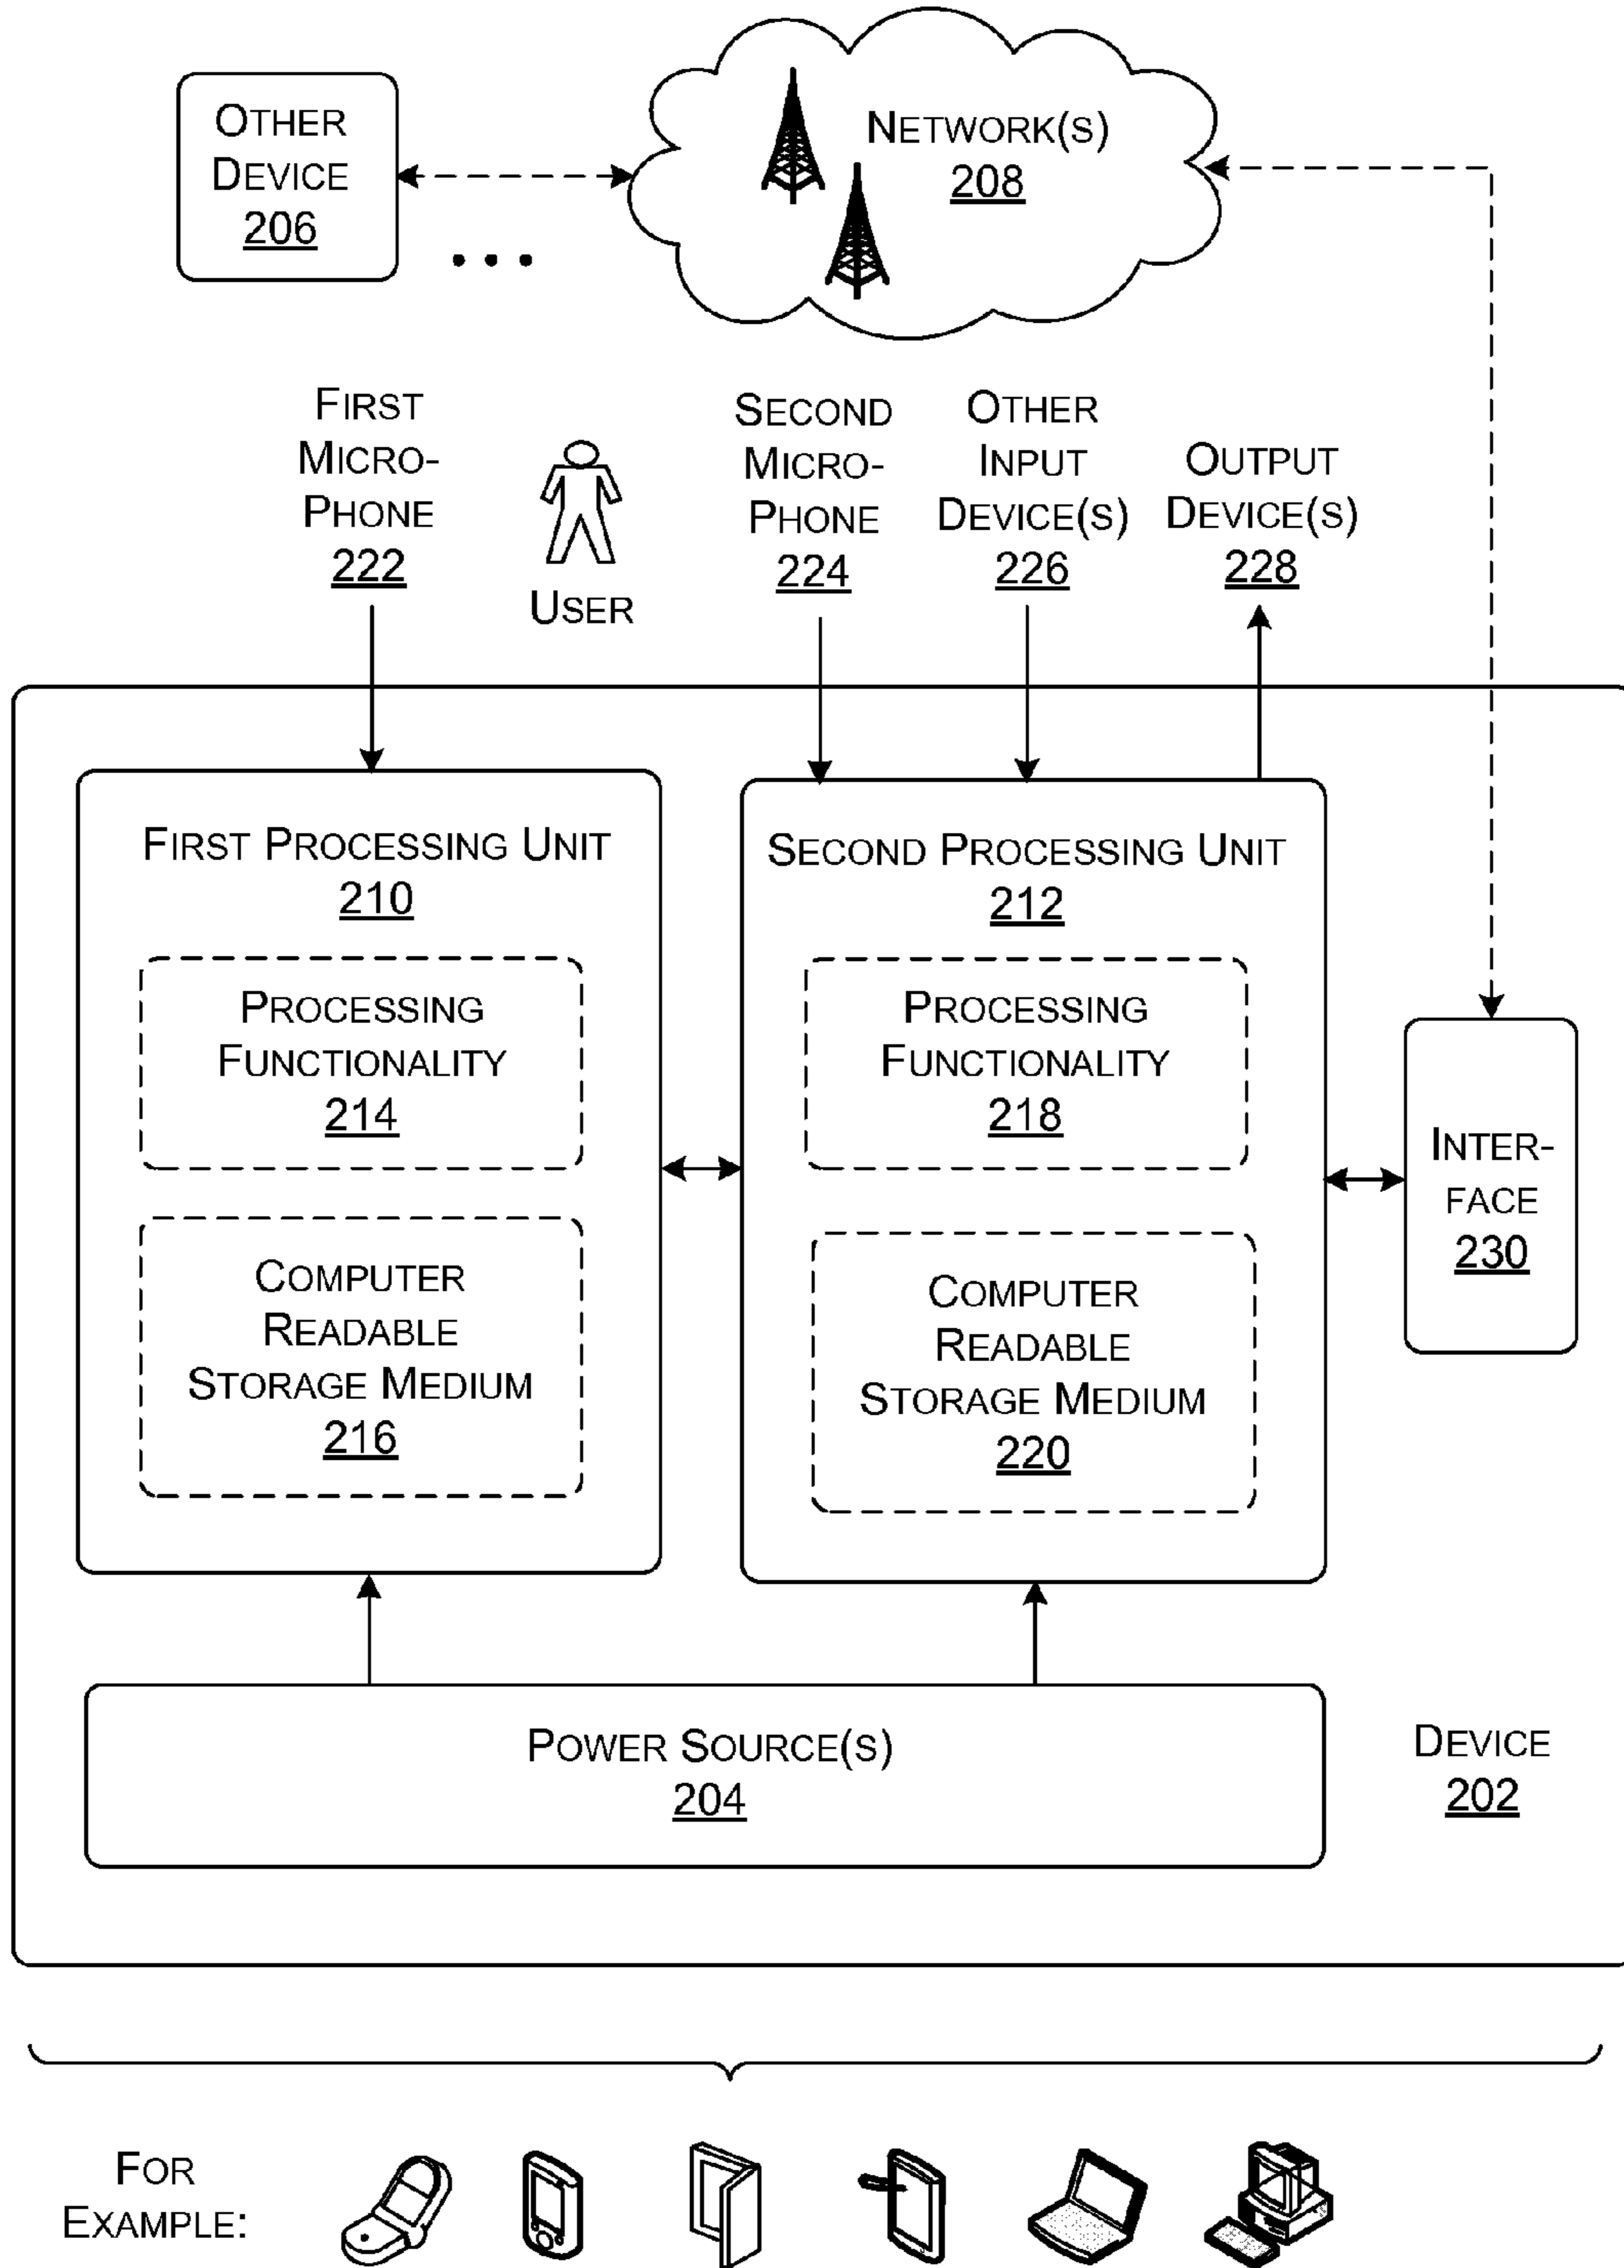 OTHER
DEVICE
206
...
NETWORK(S)
208
FIRST
MICRO-
PHONE
222
USER
SECOND
MICRO-
PHONE
224
OTHER
INPUT
DEVICE(S)
226
OUTPUT
DEVICE(S)
228
FIRST PROCESSING UNIT
210
PROCESSING
FUNCTIONALITY
214
COMPUTER
READABLE
STORAGE MEDIUM
216
SECOND PROCESSING UNIT
212
PROCESSING
FUNCTIONALITY
218
COMPUTER
READABLE
STORAGE MEDIUM
220
INTER-
FACE
230
POWER SOURCE(S)
204
DEVICE
202
FOR
EXAMPLE: